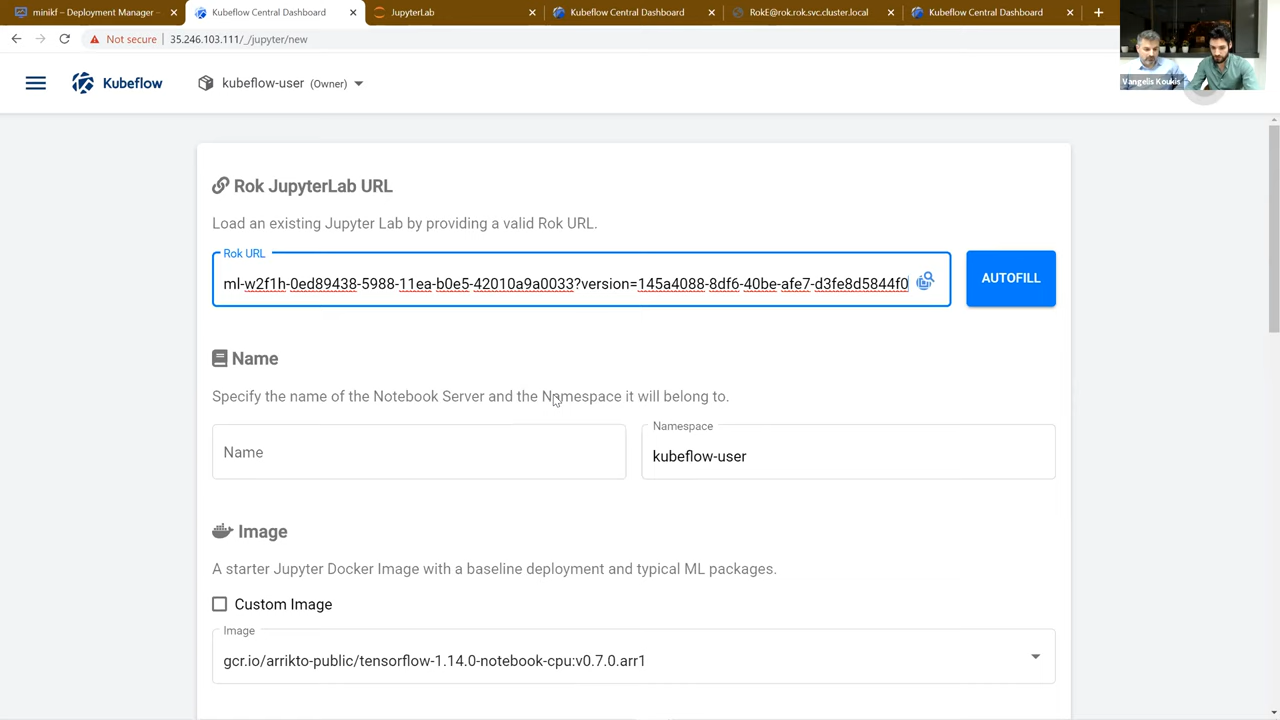 minikf – Deployment Manager -
Kubeflow Central Dashboard
JupyterLab
Kubeflow Central Dashboard
RokE@rok.rok.svc.cluster.local
Kubeflow Central Dashboard
Not secure
35.246.103.111/_/jupyter/new
Vangelis Koukis
Kubeflow
kubeflow-user (Owner)
Rok JupyterLab URL
Load an existing Jupyter Lab by providing a valid Rok URL.
Rok URL
ml-w2f1h-0ed89438-5988-11ea-b0e5-42010a9a0033?version=145a4088-8df6-40be-afe7-d3fe8d5844f0
AUTOFILL
Name
Specify the name of the Notebook Server and the Namespace it will belong to.
Name
Namespace
kubeflow-user
Image
A starter Jupyter Docker Image with a baseline deployment and typical ML packages.
Custom Image
Image
gcr.io/arrikto-public/tensorflow-1.14.0-notebook-cpu:v0.7.0.arr1